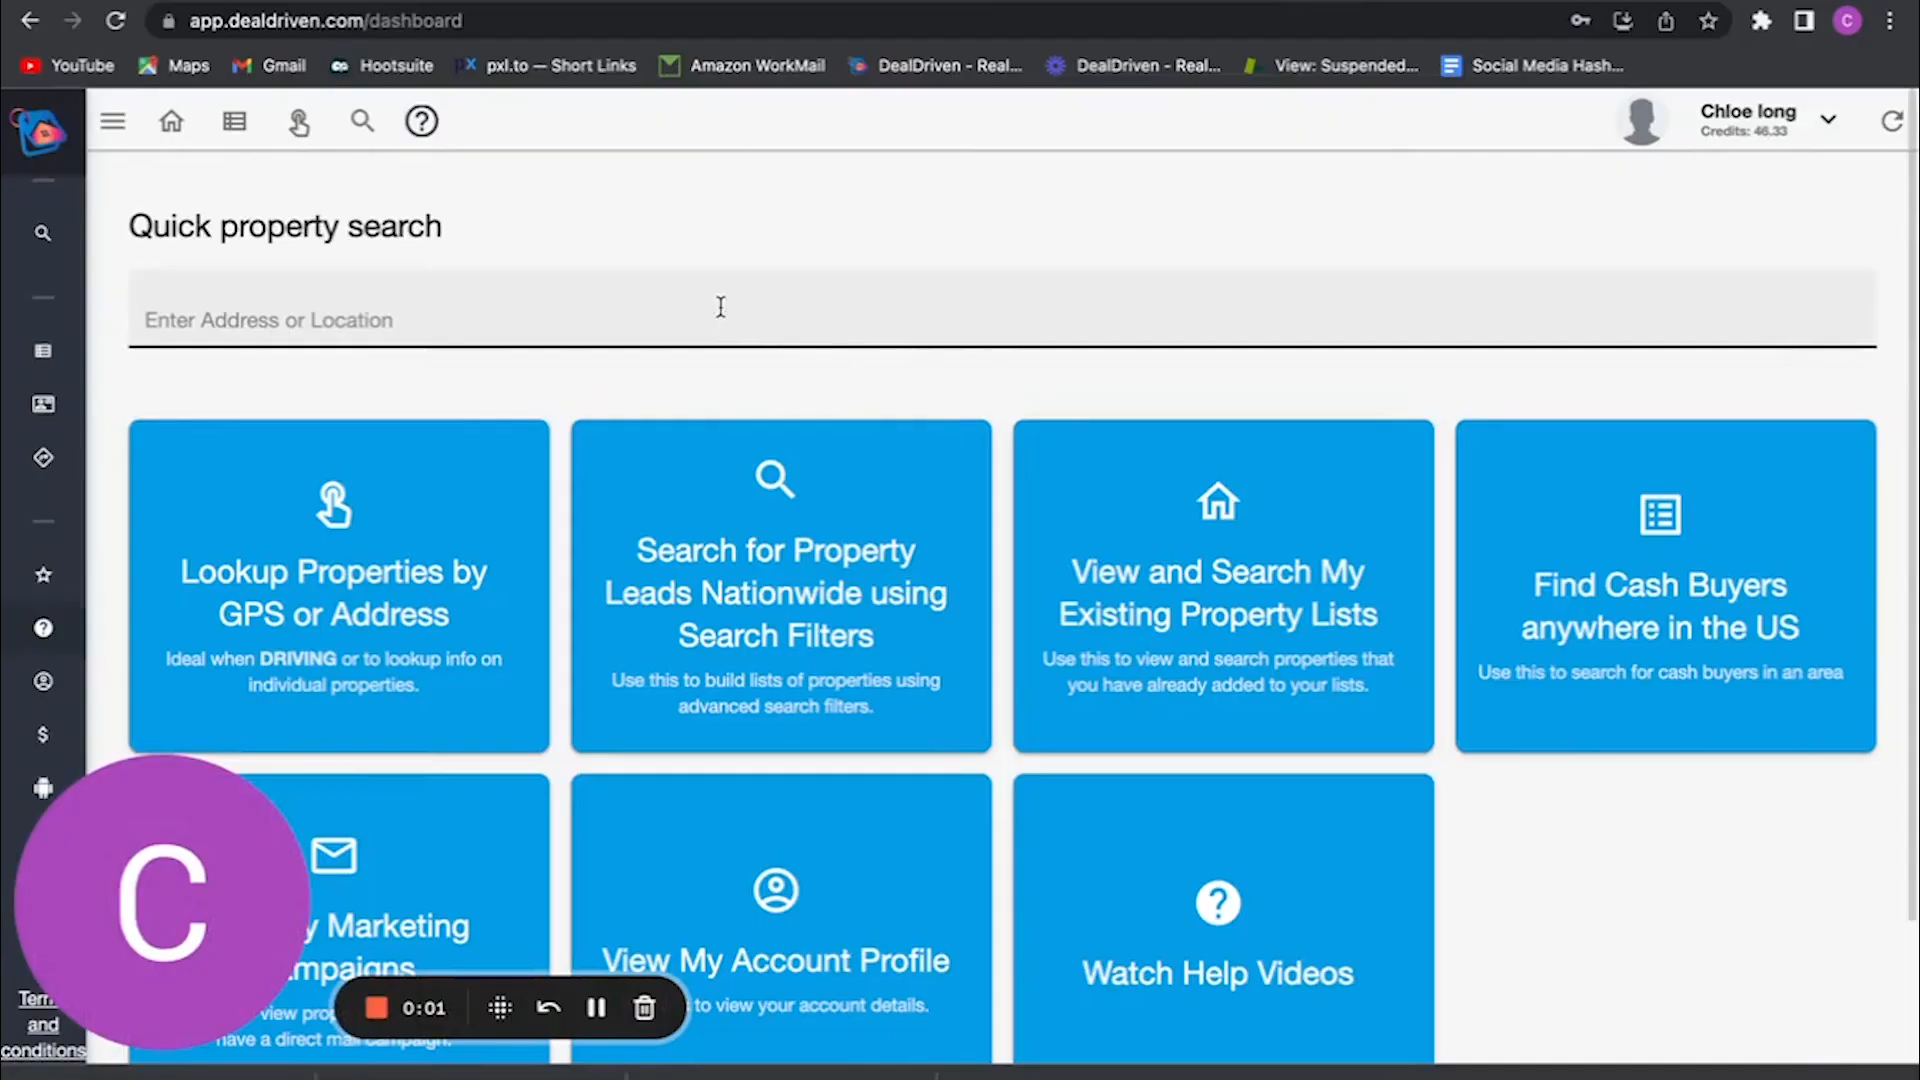 app.dealdriven.com/dashboard
C
YouTube
Maps
Gmail
Hootsuite
pxl.to — Short Links
Amazon WorkMail
DealDriven - Real...
DealDriven - Real...
View: Suspended...
Social Media Hash...
Chloe long
Credits: 46.33
Quick property search
Enter Address or Location
Lookup Properties by
GPS or Address
Ideal when DRIVING or to lookup info on
individual properties.
Search for Property
Leads Nationwide using
Search Filters
Use this to build lists of properties using
advanced search filters.
View and Search My
Existing Property Lists
Use this to view and search properties that
you have already added to your lists.
Find Cash Buyers
anywhere in the US
Use this to search for cash buyers in an area
C
Marketing
view
have a direct mail campaign.
View My Account Profile
to view your account details.
Watch Help Videos
0:01
and
conditions